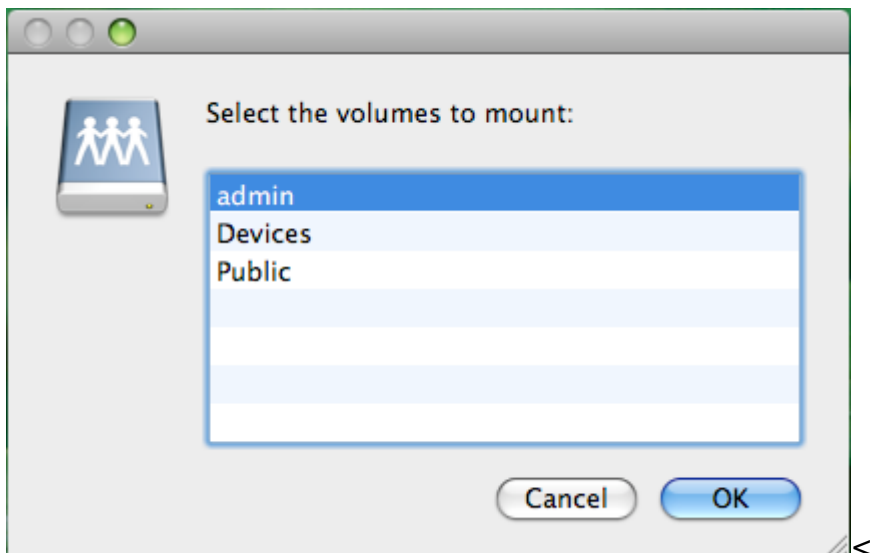 Select the volumes to mount:
admin
Devices
Public
Cancel OK
<